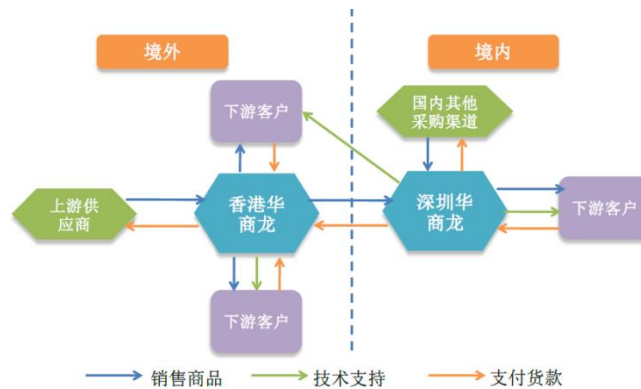 境外
境内
下游客户
国内其他
采购渠道
上游供
应商
香港华
商龙
深圳华
商龙
下游客户
下游客户
销售商品
技术支持
支付货款